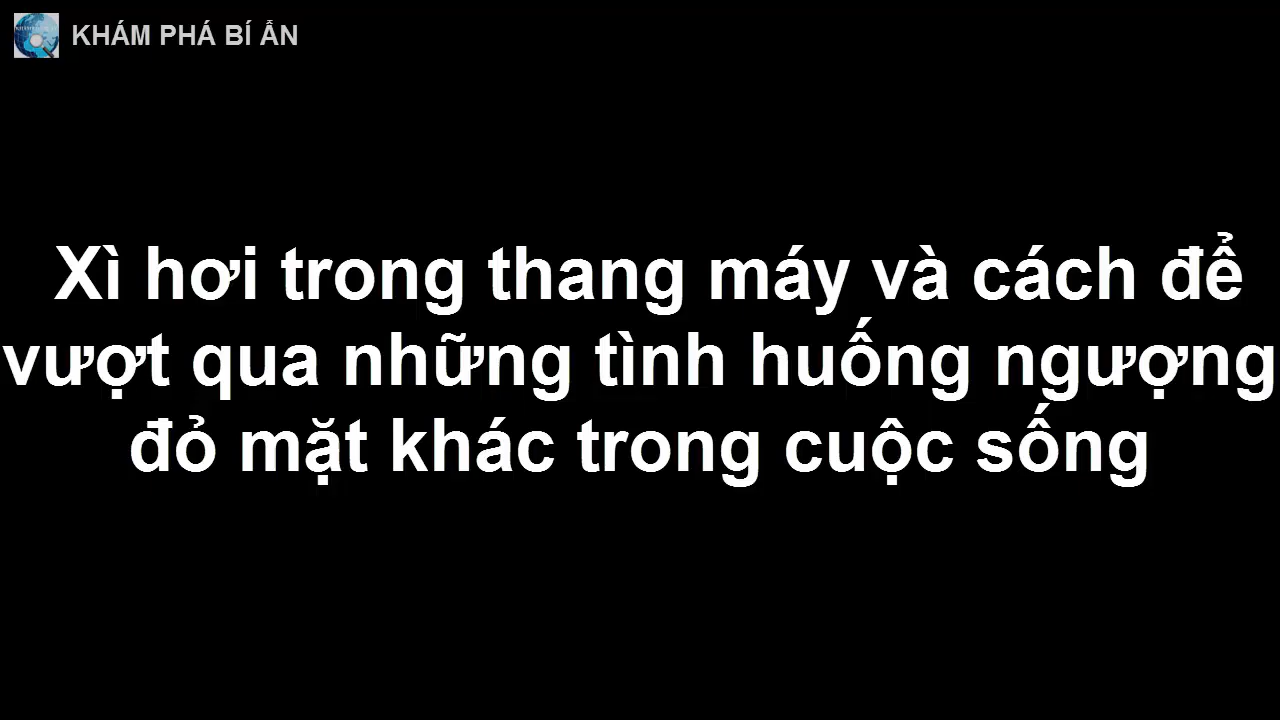 KHÁM PHÁ BÍ ẨN
Xì hơi trong thang máy và cách để
vượt qua những tình huống ngượng
đỏ mặt khác trong cuộc sống